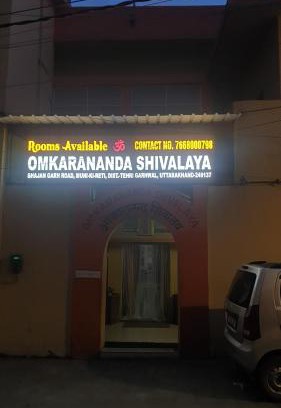 Rooms Available ॐ CONTACT NO. 7668000798
OMKARANANDA SHIVALAYA
BHAJAN GARH ROAD, MUNI-KI-RETI, DIST-TEHRI GARHWAL, UTTARAKHAND-249137